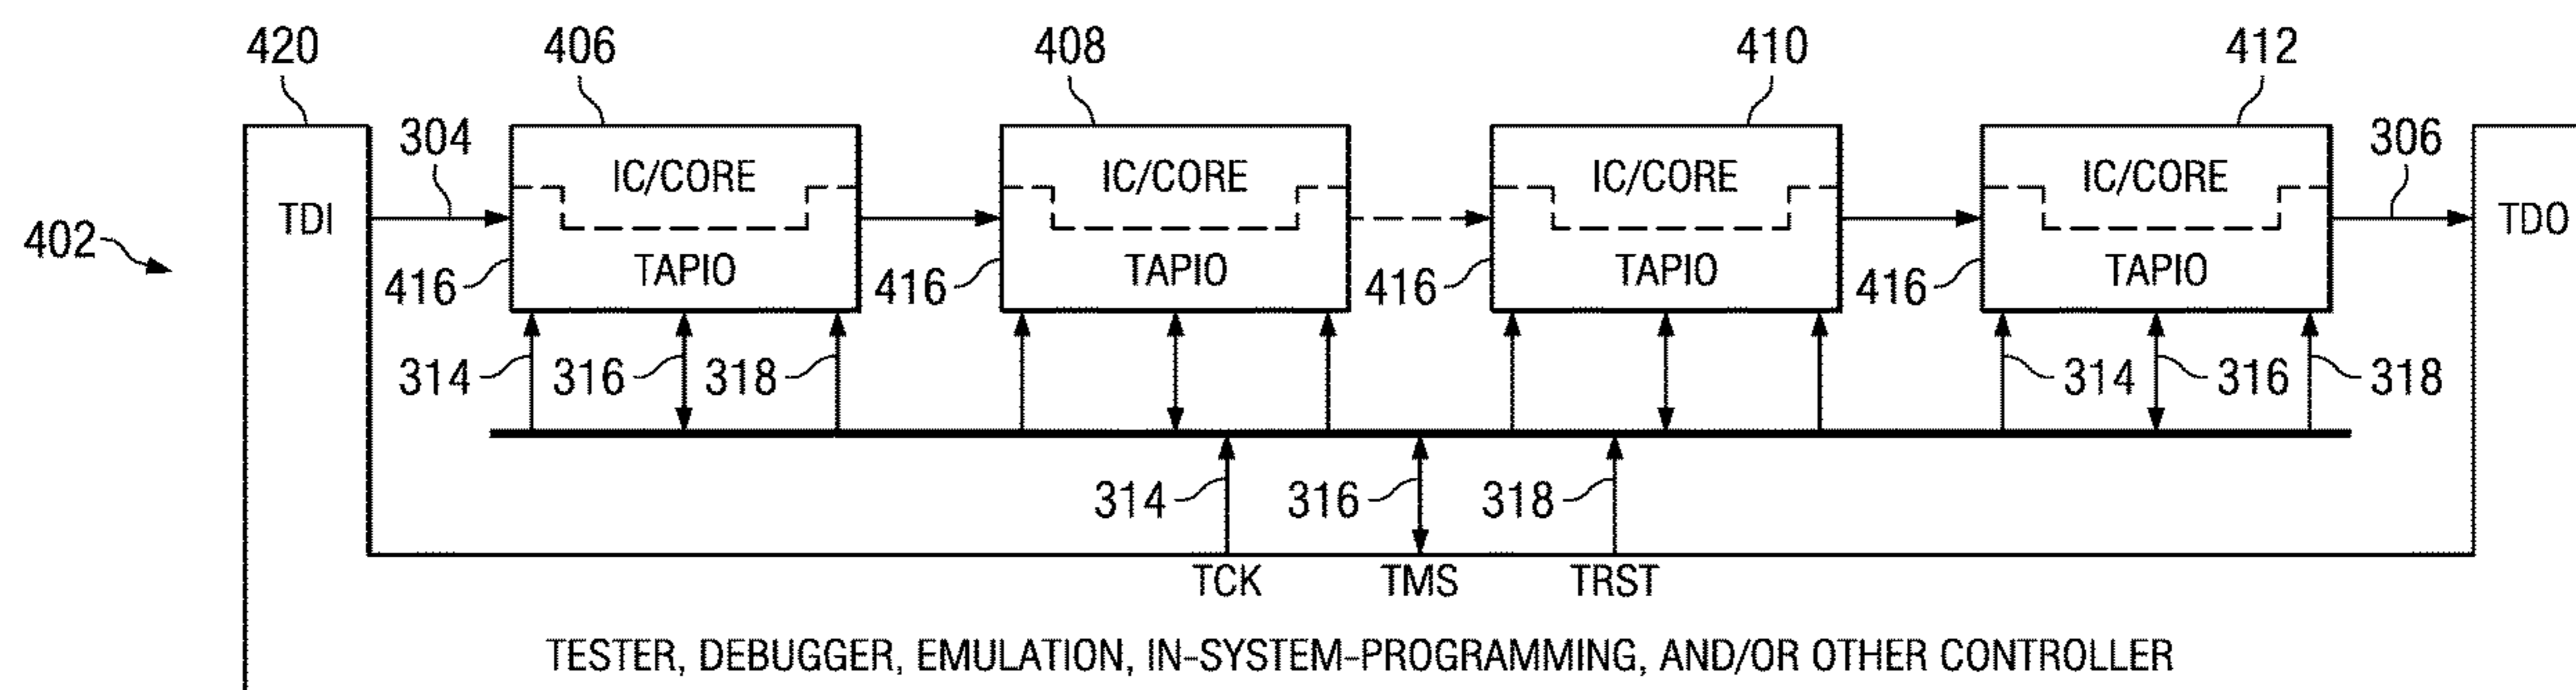 420 406 408 410 412
304 306
IC/CORE IC/CORE IC/CORE IC/CORE
TDI TDO
402
416 TAPIO 416 TAPIO 416 TAPIO 416 TAPIO
314 316 318 314 316 318
314 316 318
TCK TMS TRST
TESTER, DEBUGGER, EMULATION, IN-SYSTEM-PROGRAMMING, AND/OR OTHER CONTROLLER